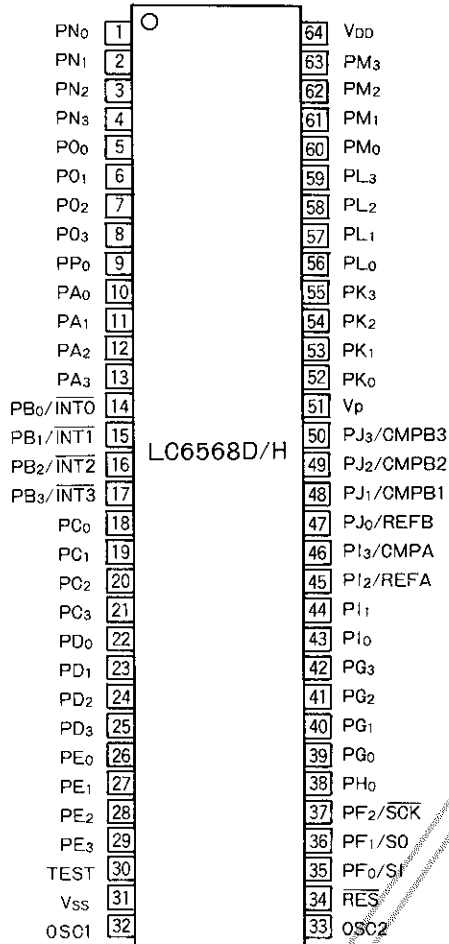 PN0 1 64 VDD
PN1 2 63 PM3
PN2 3 62 PM2
PN3 4 61 PM1
PO0 5 60 PM0
PO1 6 59 PL3
PO2 7 58 PL2
PO3 8 57 PL1
PP0 9 56 PL0
PA0 10 55 PK3
PA1 11 54 PK2
PA2 12 53 PK1
PA3 13 52 PK0
PB0/INT0 14 51 Vp
PB1/INT1 15 50 PJ3/CMPB3
LC6568D/H
PB2/INT2 16 49 PJ2/CMPB2
PB3/INT3 17 48 PJ1/CMPB1
PC0 18 47 PJ0/REFB
PC1 19 46 PI3/CMPA
PC2 20 45 PI2/REFA
PC3 21 44 PI1
PD0 22 43 PI0
PD1 23 42 PG3
PD2 24 41 PG2
PD3 25 40 PG1
PE0 26 39 PG0
PE1 27 38 PH0
PE2 28 37 PF2/SCK
PE3 29 36 PF1/SO
TEST 30 35 PF0/SI
VSS 31 34 RES
OSC1 32 33 OSC2